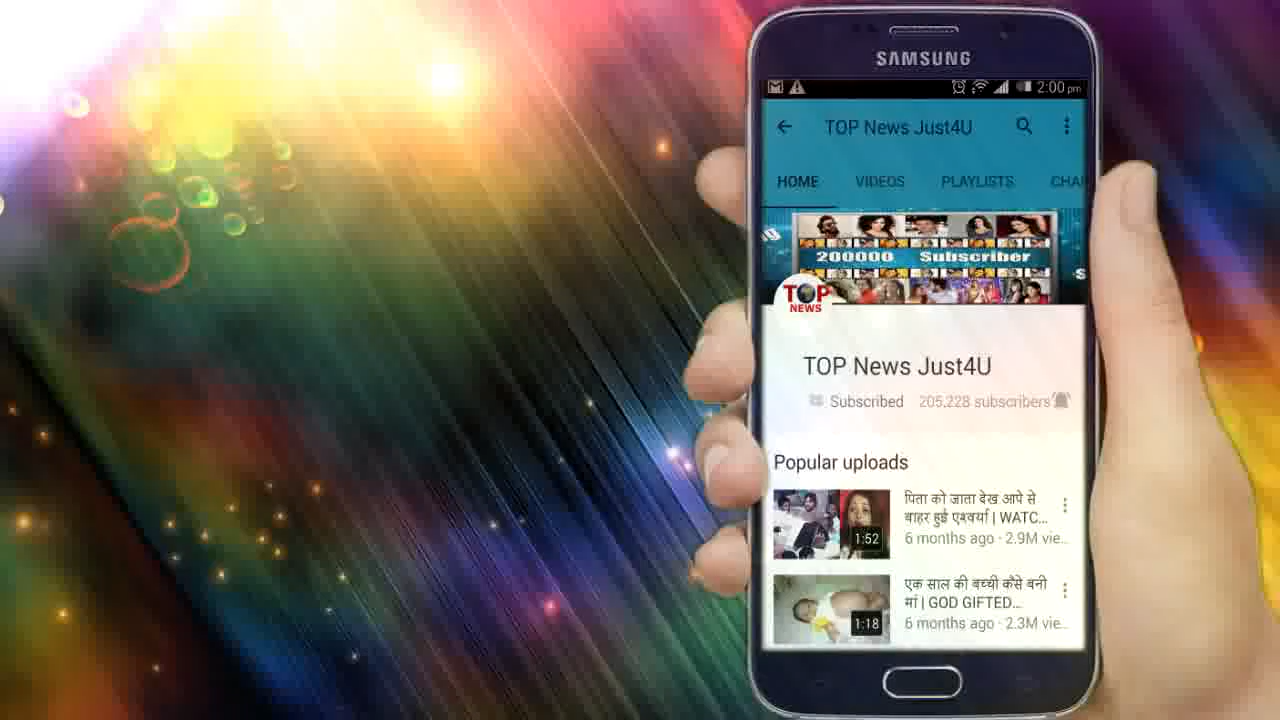 SAMSUNG
2:00 pm
TOP News Just4U
HOME VIDEOS PLAYLISTS CHA
200000 Subscriber
S
TOP
NEWS
TOP News Just4U
Subscribed 205,228 subscribers
Popular uploads
पिता को जाता देख आपे से
बाहर हुई एश्वर्या | WATC...
6 months ago · 2.9M vie...
1:52
एक साल की बच्ची कैसे बनी
मां | GOD GIFTED...
6 months ago · 2.3M vie...
1:18